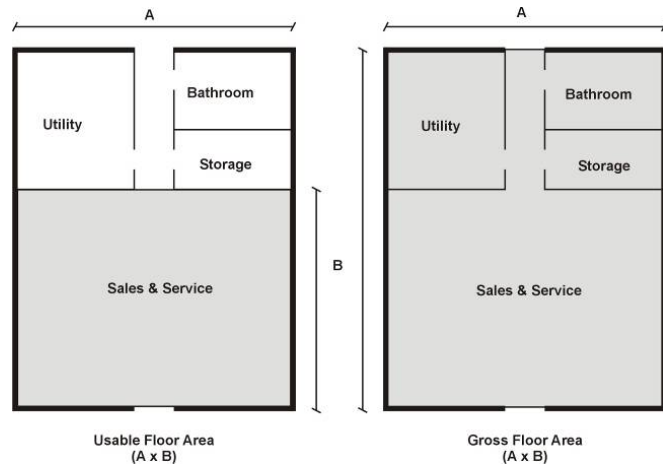 A
Utility
Bathroom
Storage
Sales & Service
B
Usable Floor Area
(A x B)
A
Utility
Bathroom
Storage
Sales & Service
Gross Floor Area
(A x B)